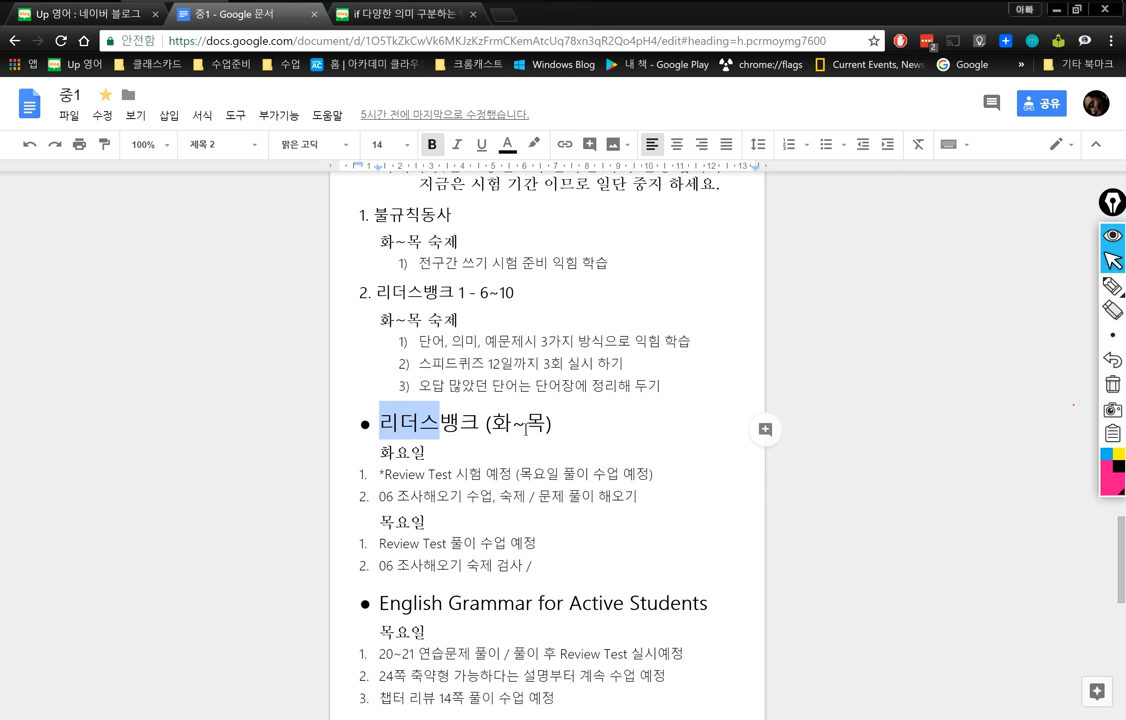 Up 영어 : 네이버 블로그
중1 - Google 문서
if 다양한 의미 구분하는
아빠
안전함
https://docs.google.com/document/d/1O5TkZkCwVk6MKJzKzFrmCKemAtcUq78xn3qR2Qo4pH4/edit#heading=h.pcrmoymg7600
앱
Up 영어
클래스카드
수업준비
수업
홈 | 아카데미 클라우
크롬캐스트
Windows Blog
내 책 - Google Play
chrome://flags
Current Events, News
Google
»
기타 북마크
중1
파일 수정 보기 삽입 서식 도구 부가기능 도움말 5시간 전에 마지막으로 수정했습니다.
공유
100% 제목 2 맑은 고딕 14 B I U A
1 2 3 4 5 6 7 8 9 10 11 12 13
지금은 시험 기간 이므로 일단 중지 하세요.
1. 불규칙동사
화~목 숙제
1) 전구간 쓰기 시험 준비 익힘 학습
2. 리더스뱅크 1 - 6~10
화~목 숙제
1) 단어, 의미, 예문제시 3가지 방식으로 익힘 학습
2) 스피드퀴즈 12일까지 3회 실시 하기
3) 오답 많았던 단어는 단어장에 정리해 두기
● 리더스뱅크 (화~목)
화요일
1. *Review Test 시험 예정 (목요일 풀이 수업 예정)
2. 06 조사해오기 수업, 숙제 / 문제 풀이 해오기
목요일
1. Review Test 풀이 수업 예정
2. 06 조사해오기 숙제 검사 /
● English Grammar for Active Students
목요일
1. 20~21 연습문제 풀이 / 풀이 후 Review Test 실시예정
2. 24쪽 축약형 가능하다는 설명부터 계속 수업 예정
3. 챕터 리뷰 14쪽 풀이 수업 예정